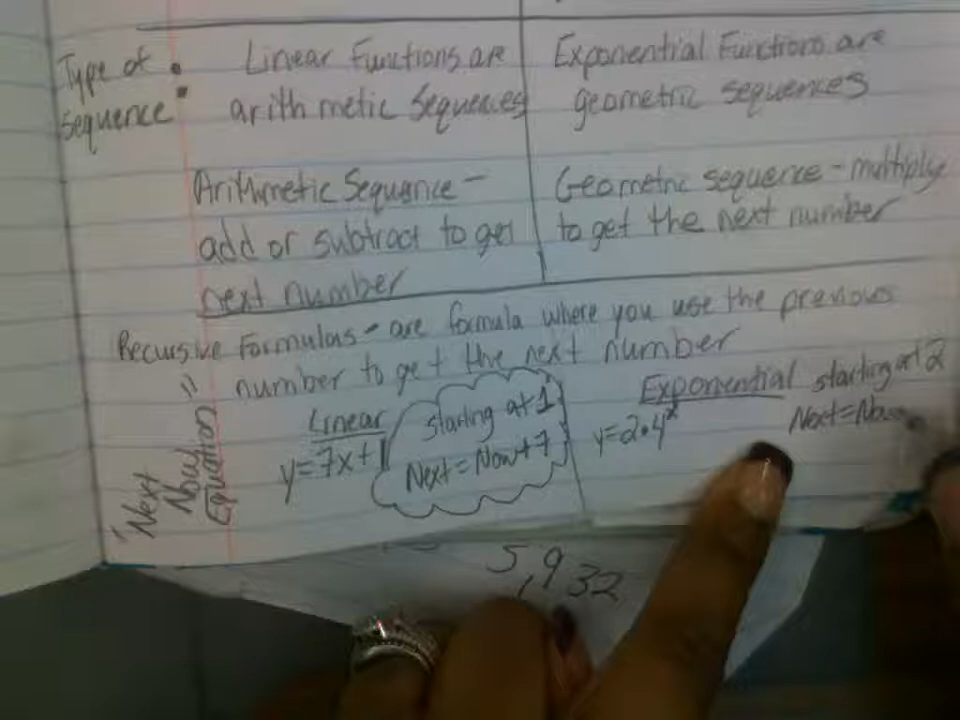 Type of : Linear Functions are Exponential Functions are
sequence arithmetic sequences geometric sequences
Arithmetic Sequence - Geometric sequence - multiply
add or subtract to get to get the next number
next number
Recursive Formulas - are formula where you use the previous
number to get the next number
"Next Now" Equation
Linear starting at 1 Exponential starting at 2
y=7x+1 Next = Now+7 y=2•4ˣ Next=Now
5,932